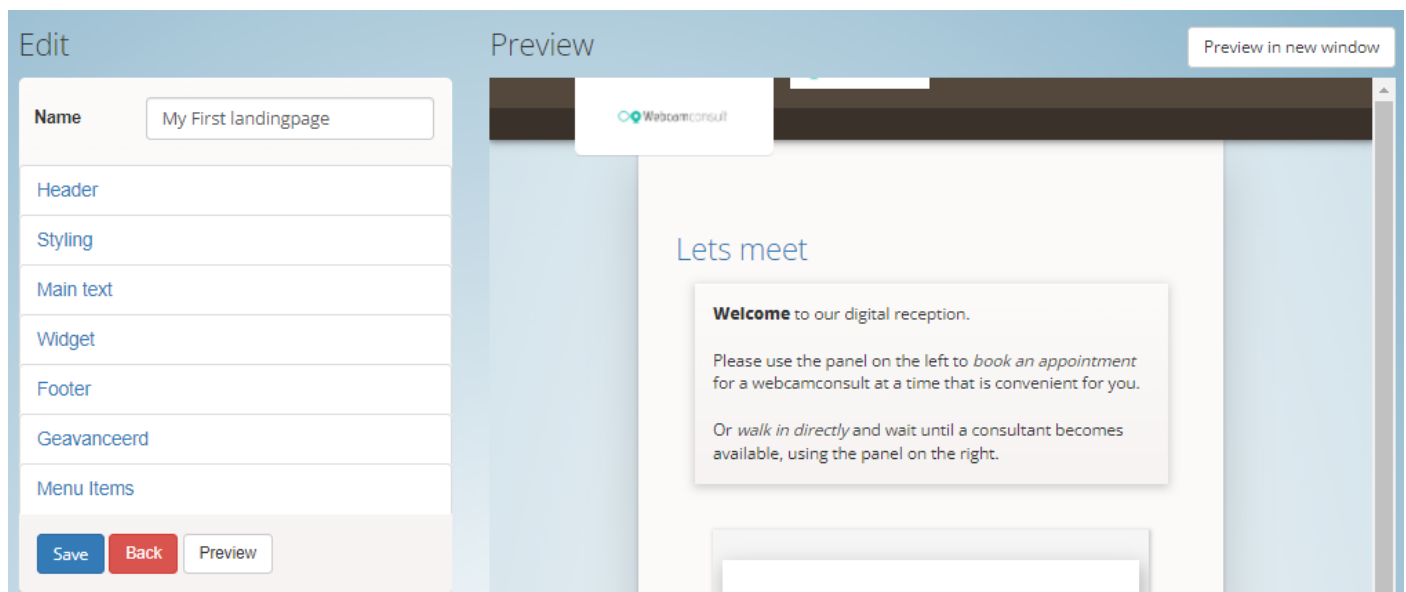 Edit
Name
My First landingpage
Header
Styling
Main text
Widget
Footer
Geavanceerd
Menu Items
Save Back Preview
Preview
Preview in new window
Webcamconsult
Lets meet
Welcome to our digital reception.
Please use the panel on the left to book an appointment
for a webcamconsult at a time that is convenient for you.
Or walk in directly and wait until a consultant becomes
available, using the panel on the right.